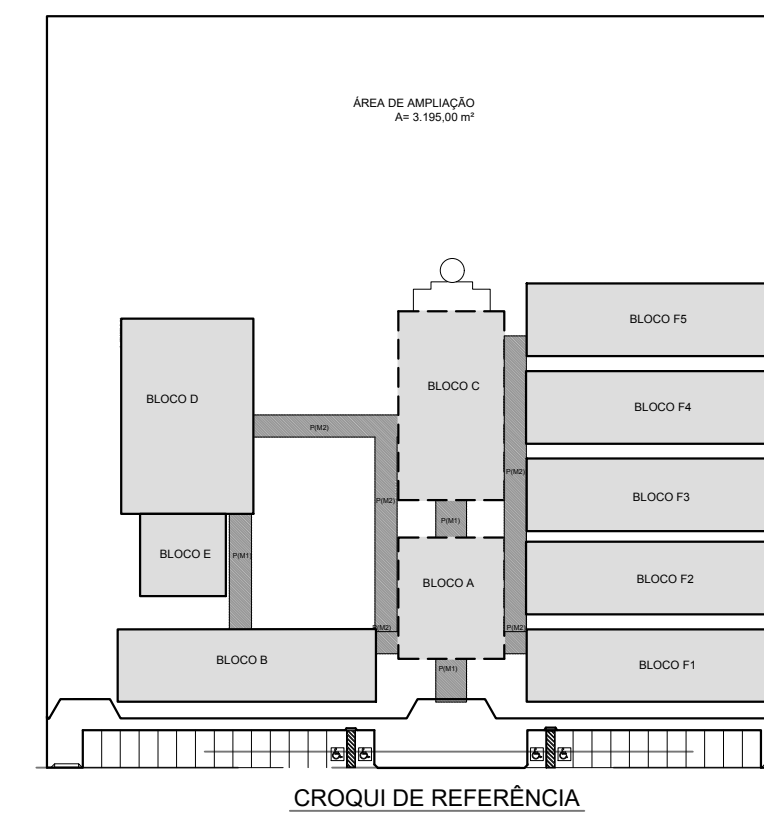 ÁREA DE AMPLIAÇÃO
A= 3.195,00 m²
BLOCO F5
BLOCO C
BLOCO D
BLOCO F4
P(M2)
P(M2)
P(M2)
BLOCO F3
P(M1)
BLOCO E
P(M1)
BLOCO A
BLOCO F2
P(M2)
P(M2)
BLOCO B
P(M1)
BLOCO F1
CROQUI DE REFERÊNCIA